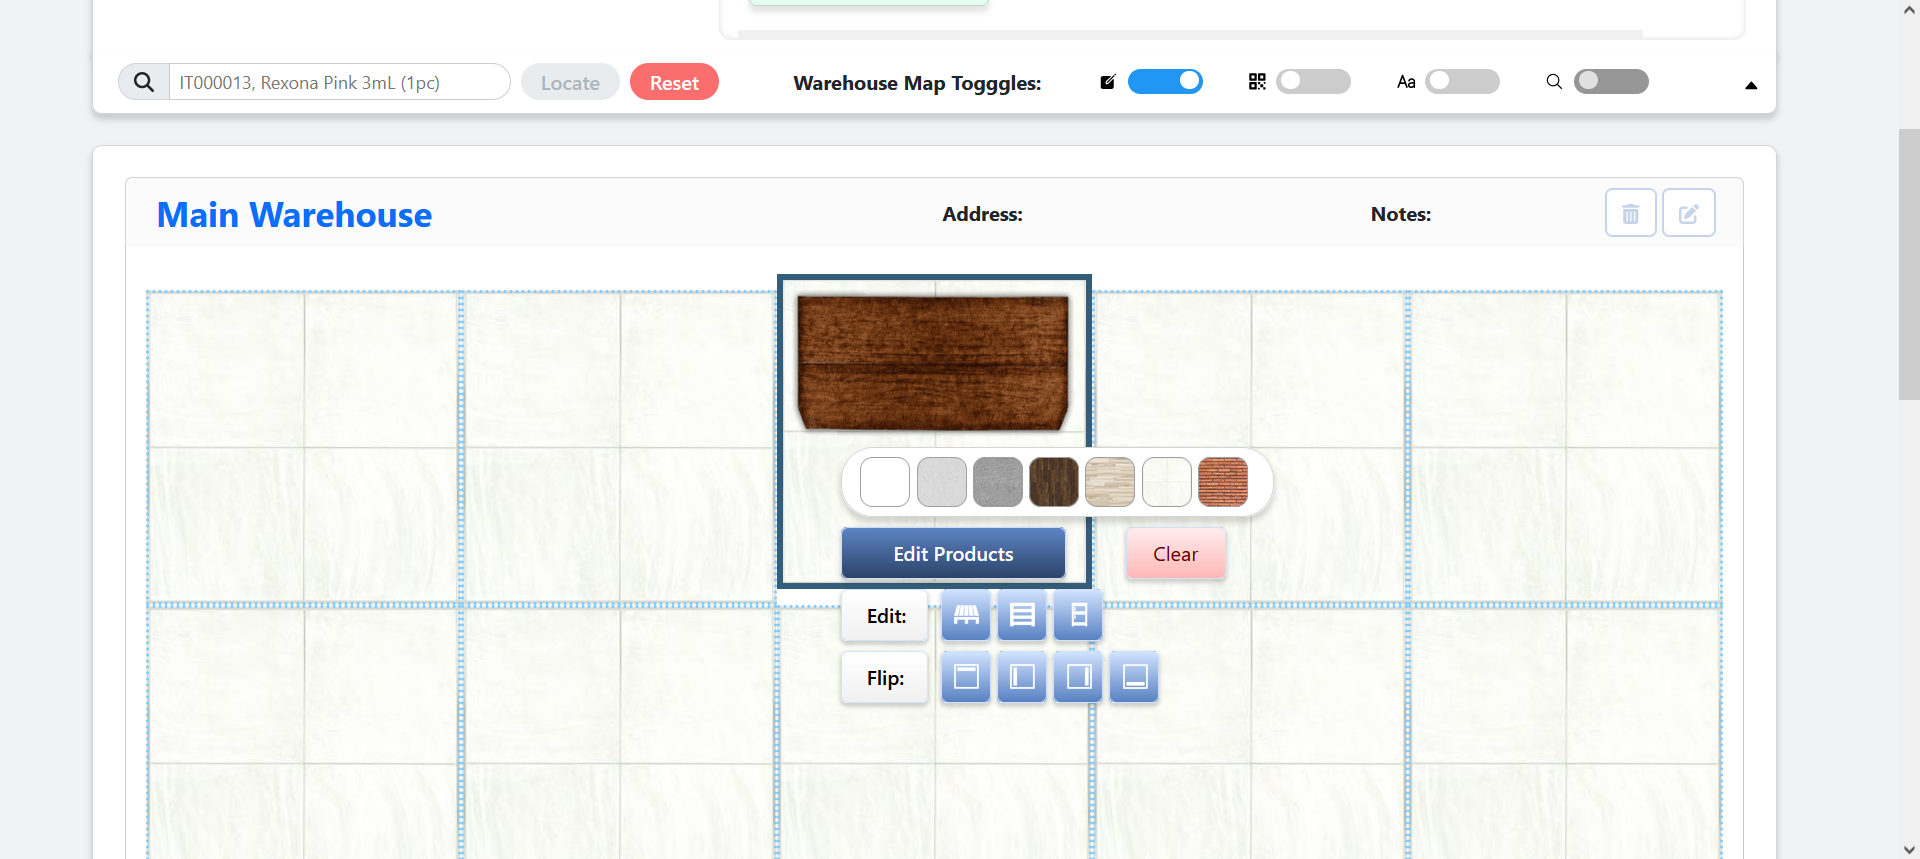 IT000013, Rexona Pink 3mL (1pc)
Locate
Reset
Warehouse Map Togggles:
Aa
Main Warehouse
Address:
Notes:
Edit Products
Clear
Edit:
Flip: